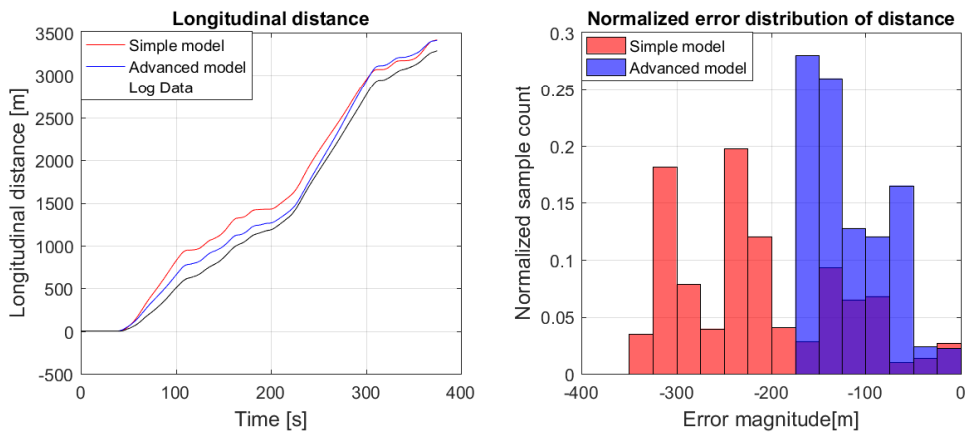 Longitudinal distance
3500
3000
2500
2000
1500
1000
500
0
-500
0 100 200 300 400
Longitudinal distance [m]
Time [s]
Simple model
Advanced model
Log Data
Normalized error distribution of distance
0.3
0.25
0.2
0.15
0.1
0.05
0
-400 -300 -200 -100 0
Normalized sample count
Error magnitude[m]
Simple model
Advanced model